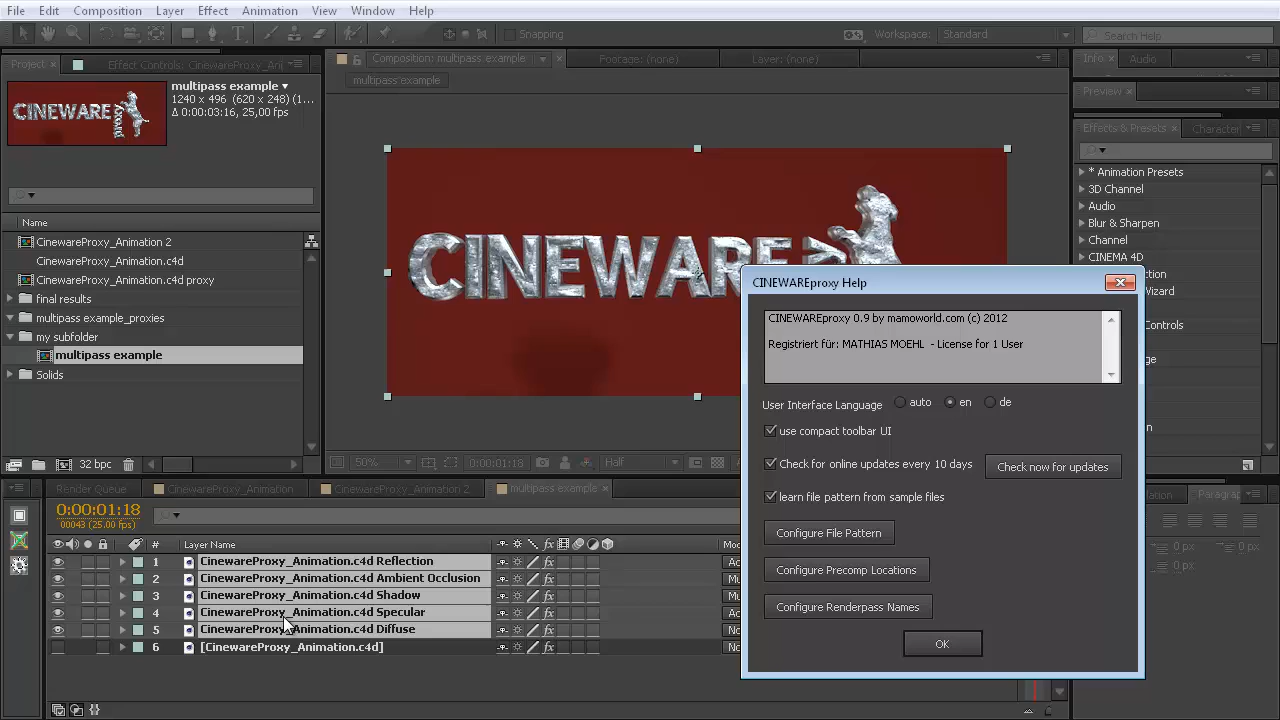 File Edit Composition Layer Effect Animation View Window Help
Snapping
Workspace: Standard
Search Help
Project Effect Controls: CinewareProxy_Ani
Composition: multipass example
Footage: (none)
Layer: (none)
Info Audio
multipass example
multipass example
1240 x 496 (620 x 248) (1...
Δ 0:00:03:16, 25,00 fps
Preview
Effects & Presets Character
CINEWARE
Name
CinewareProxy_Animation 2
CinewareProxy_Animation.c4d
CinewareProxy_Animation.c4d proxy
final results
multipass example_proxies
my subfolder
multipass example
Solids
32 bpc
CINEWARE
* Animation Presets
3D Channel
Audio
Blur & Sharpen
Channel
CINEMA 4D
50%
0:00:01:18
Half
CINEWAREproxy Help
CINEWAREproxy 0.9 by mamoworld.com (c) 2012
Registriert für: MATHIAS MOEHL - License for 1 User
User Interface Language auto en de
use compact toolbar UI
Check for online updates every 10 days
Check now for updates
learn file pattern from sample files
Configure File Pattern
Configure Precomp Locations
Configure Renderpass Names
OK
Render Queue CinewareProxy_Animation CinewareProxy_Animation 2 multipass example
0:00:01:18
00043 (25.00 fps)
# Layer Name
1 CinewareProxy_Animation.c4d Reflection
2 CinewareProxy_Animation.c4d Ambient Occlusion
3 CinewareProxy_Animation.c4d Shadow
4 CinewareProxy_Animation.c4d Specular
5 CinewareProxy_Animation.c4d Diffuse
6 [CinewareProxy_Animation.c4d]
Paragra
0 px
0 px
0 px